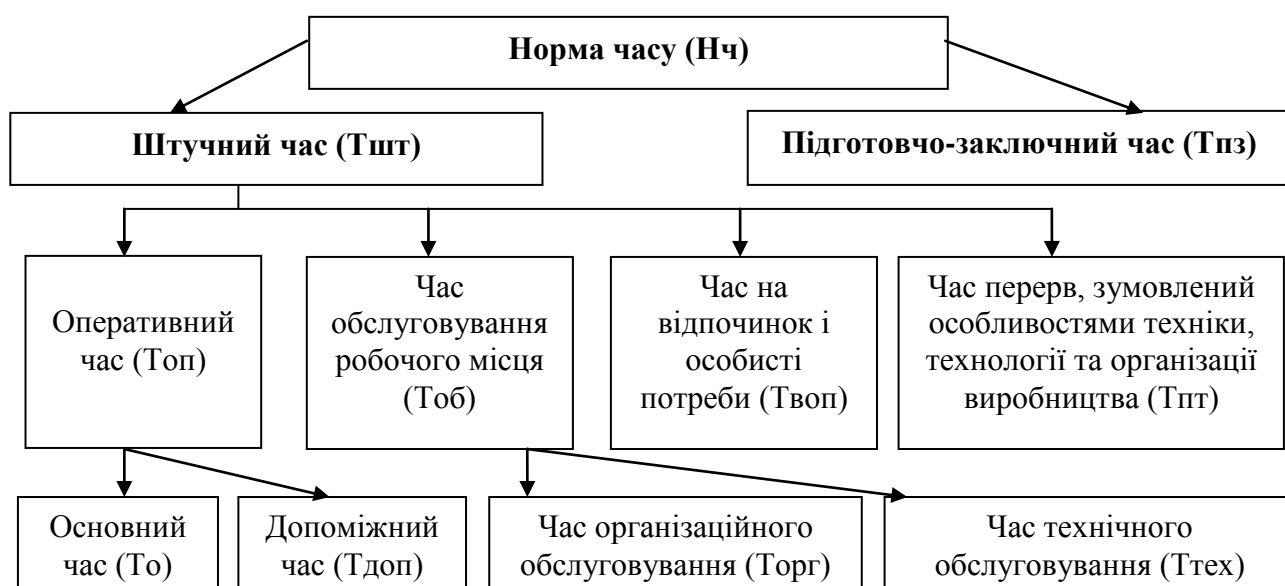 Норма часу (Нч)
Штучний час (Тшт)
Підготовчо-заключний час (Тпз)
Оперативний
час (Топ)
Час
обслуговування
робочого місця
(Тоб)
Час на
відпочинок і
особисті
потреби (Твоп)
Час перерв, зумовлений
особливостями техніки,
технології та організації
виробництва (Тпт)
Основний
час (То)
Допоміжний
час (Тдоп)
Час організаційного
обслуговування (Торг)
Час технічного
обслуговування (Ттех)